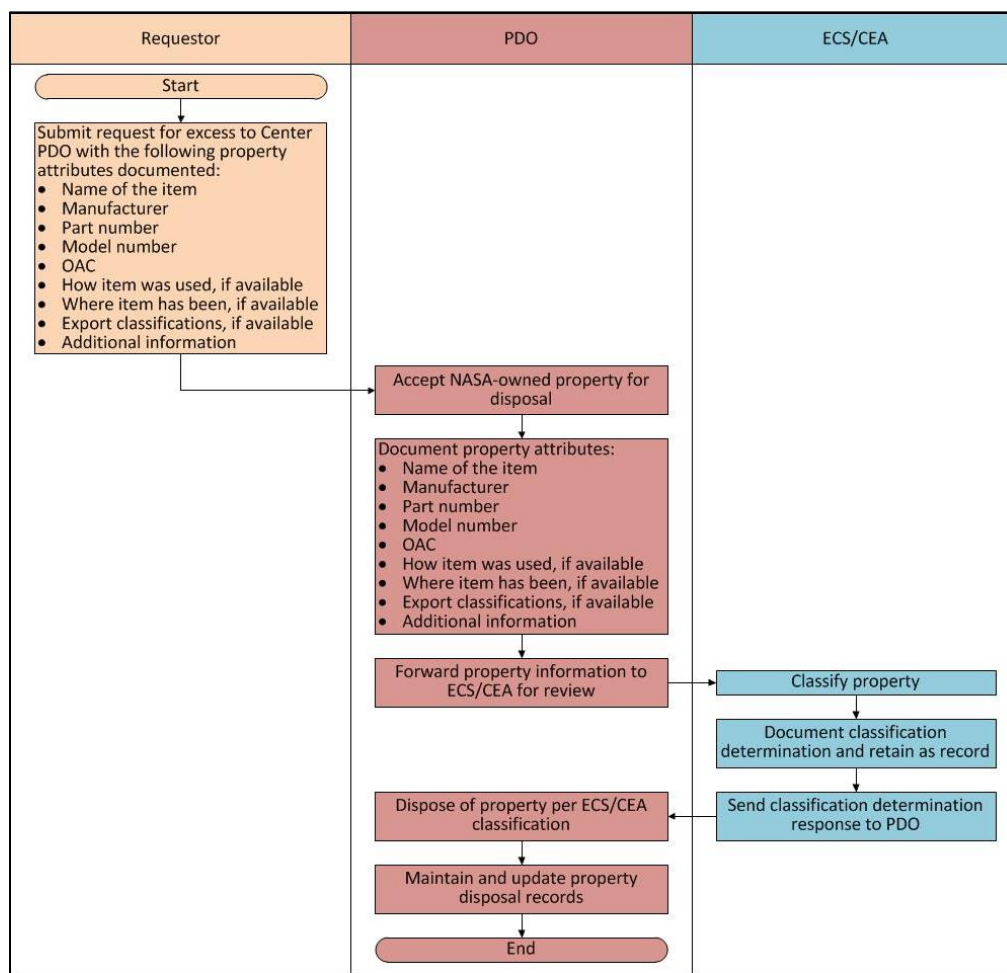 Requestor
PDO
ECS/CEA
Start
Submit request for excess to Center
PDO with the following property
attributes documented:
• Name of the item
• Manufacturer
• Part number
• Model number
• OAC
• How item was used, if available
• Where item has been, if available
• Export classifications, if available
• Additional information
Accept NASA-owned property for
disposal
Document property attributes:
• Name of the item
• Manufacturer
• Part number
• Model number
• OAC
• How item was used, if available
• Where item has been, if available
• Export classifications, if available
• Additional information
Forward property information to
ECS/CEA for review
Classify property
Document classification
determination and retain as record
Send classification determination
response to PDO
Dispose of property per ECS/CEA
classification
Maintain and update property
disposal records
End